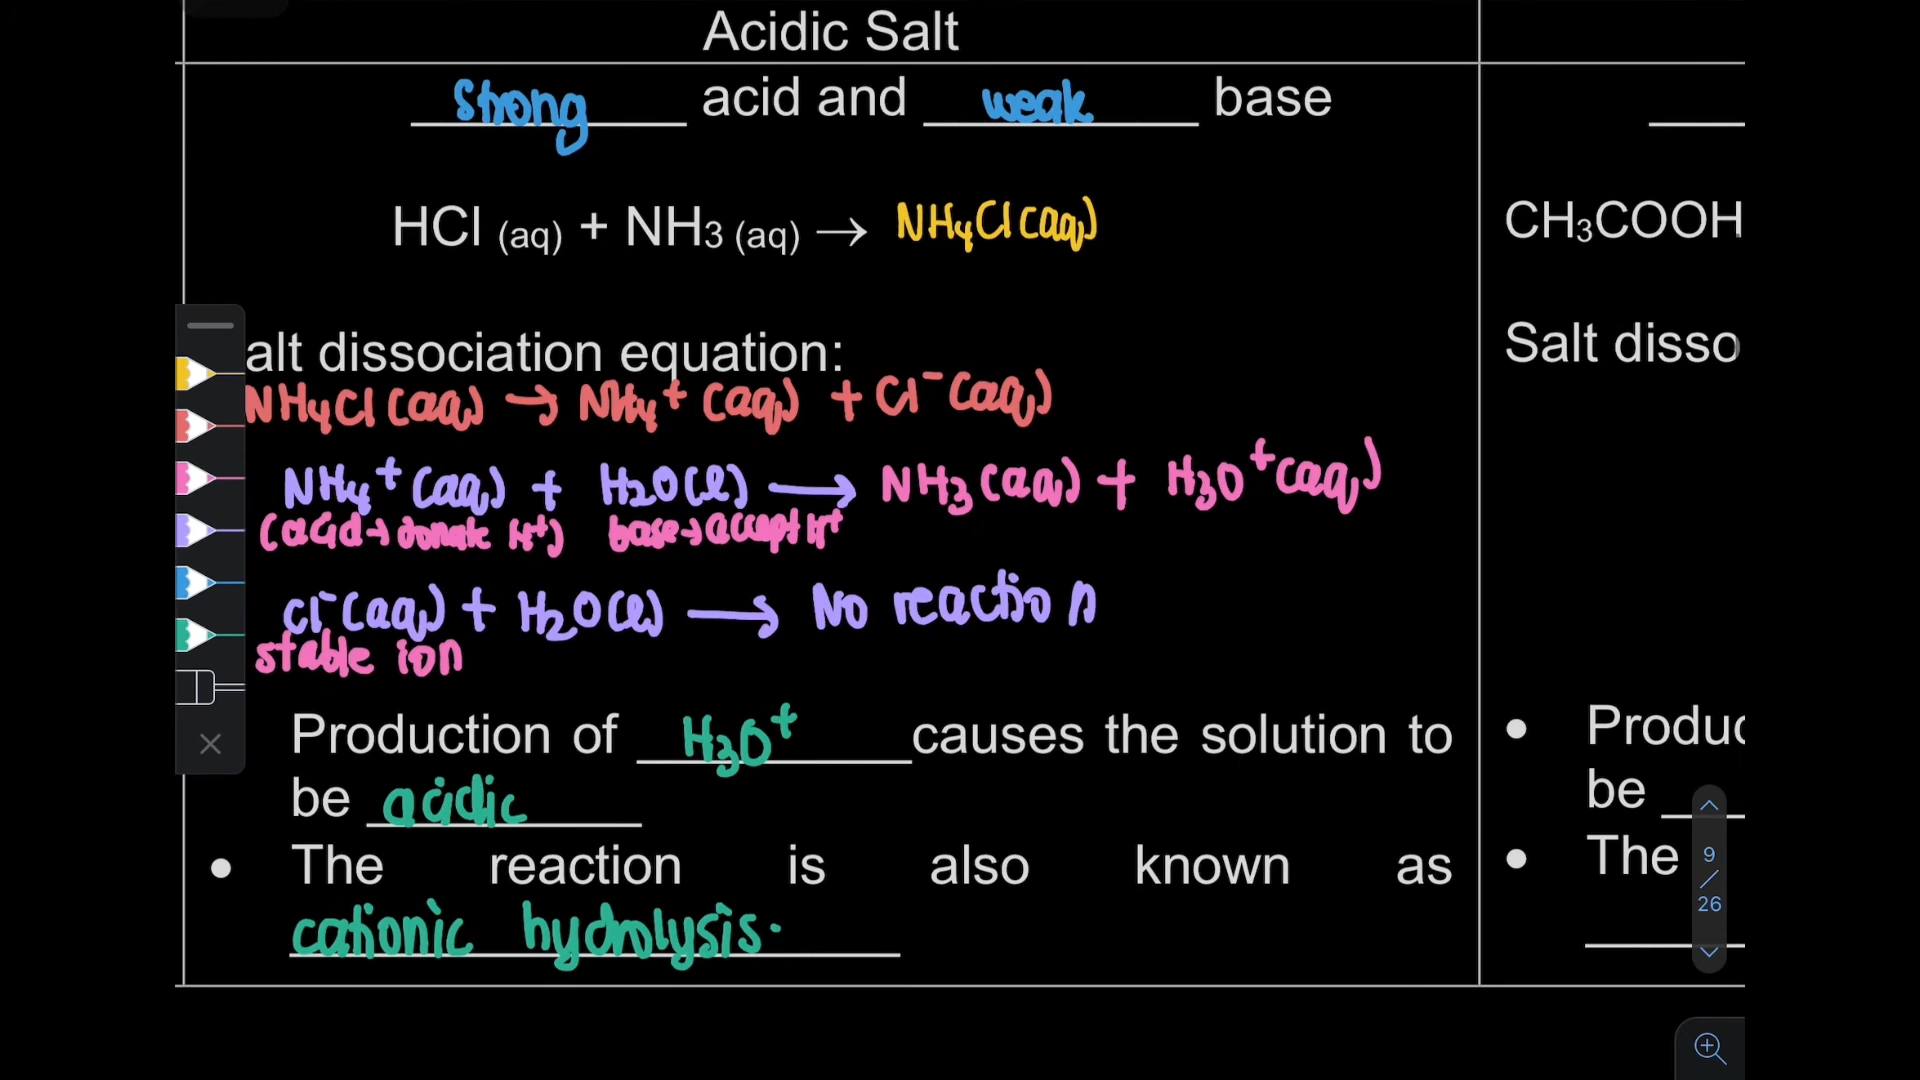 Acidic Salt
strong acid and weak base
HCl (aq) + NH3 (aq) → NH4Cl(aq)
CH₃COOH
alt dissociation equation:
Salt disso
NH4Cl(aq) → NH4+ (aq) + Cl⁻(aq)
NH4+ (aq) + H2O(l) → NH3(aq) + H3O+(aq)
(acid→donate H+) base→accept H+
Cl⁻(aq) + H2O(l) → No reaction
stable ion
Production of H3O+ causes the solution to
be acidic
• The reaction is also known as
cationic hydrolysis.
• Produc
be
• The
9
/
26